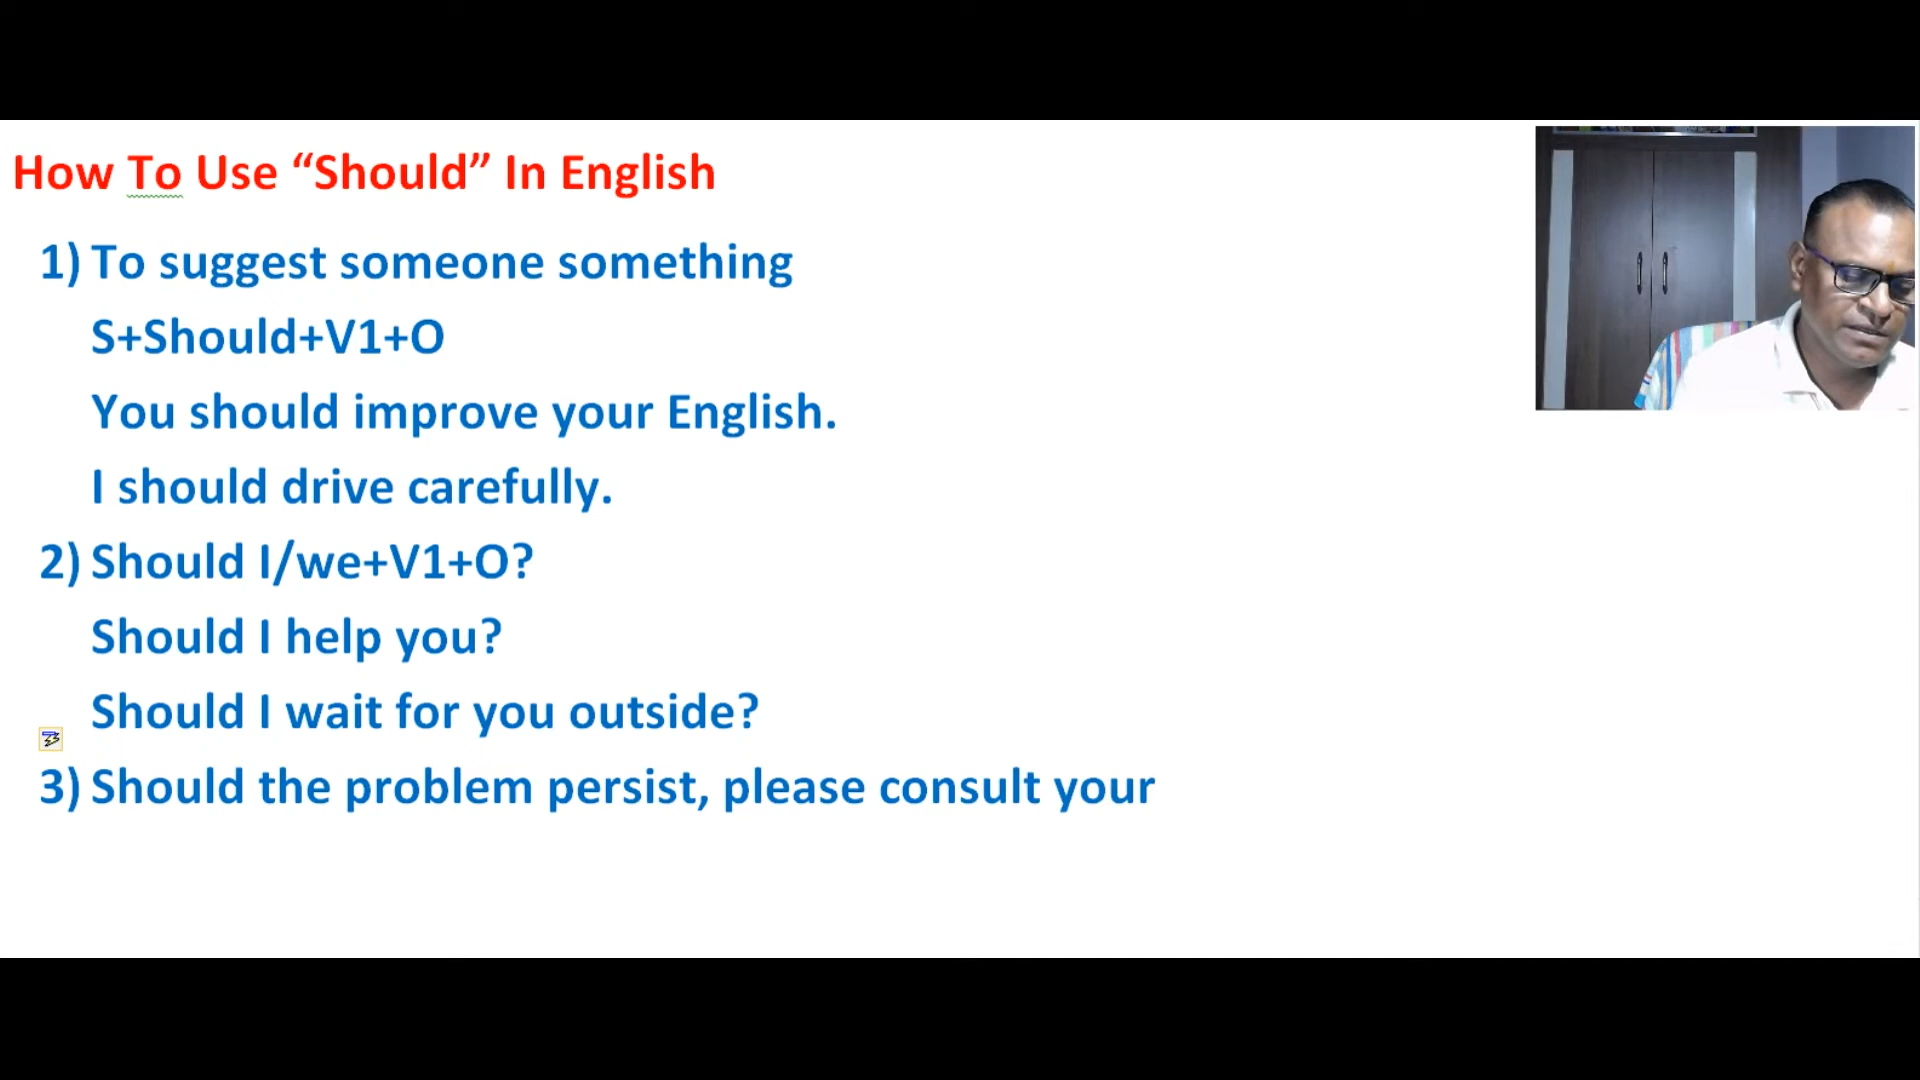 How To Use “Should” In English
1) To suggest someone something
S+Should+V1+O
You should improve your English.
I should drive carefully.
2) Should I/we+V1+O?
Should I help you?
Should I wait for you outside?
3) Should the problem persist, please consult your